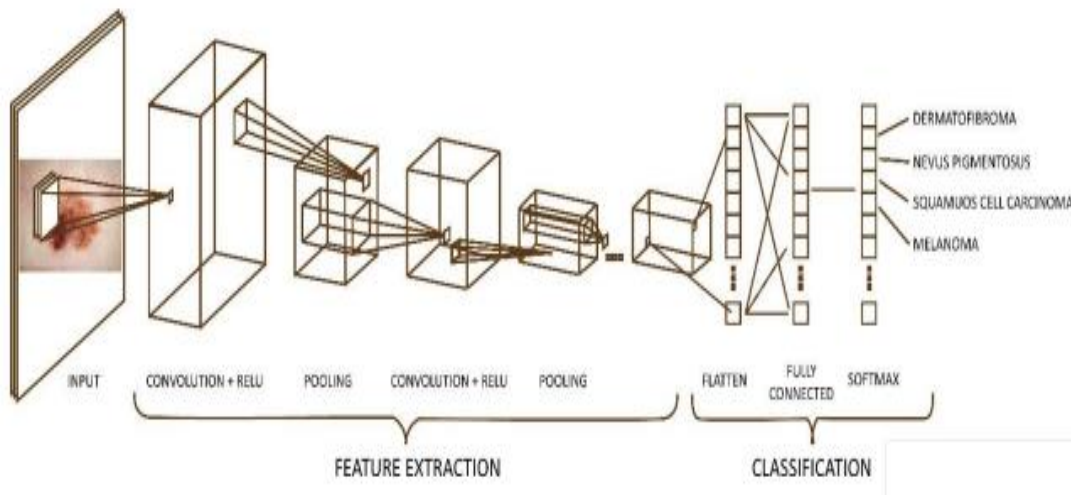 DERMATOFIBROMA
NEVUS PIGMENTOSUS
SQUAMUOS CELL CARCINOMA
MELANOMA
INPUT
CONVOLUTION + RELU
POOLING
CONVOLUTION + RELU
POOLING
FLATTEN
FULLY
CONNECTED
SOFTMAX
FEATURE EXTRACTION
CLASSIFICATION